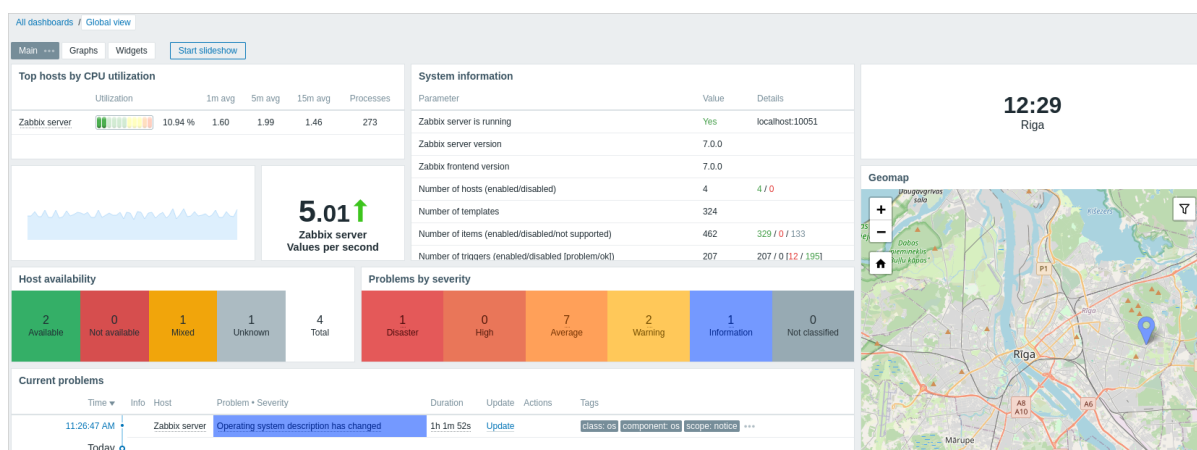 All dashboards / Global view
Main ••• Graphs Widgets Start slideshow
Top hosts by CPU utilization
Utilization 1m avg 5m avg 15m avg Processes
Zabbix server 10.94 % 1.60 1.99 1.46 273
System information
Parameter Value Details
Zabbix server is running Yes localhost:10051
Zabbix server version 7.0.0
Zabbix frontend version 7.0.0
Number of hosts (enabled/disabled) 4 4 / 0
Number of templates 324
Number of items (enabled/disabled/not supported) 462 329 / 0 / 133
Number of triggers (enabled/disabled [problem/ok]) 207 207 / 0 [12 / 195]
12:29
Riga
5.01
Zabbix server
Values per second
Geomap
+
−
Daugavgrīvas
sala
Ķīšezers
Dabas
P1
Rīga
Rīga
A8
A10
A6
Mārupe
Host availability
2 0 1 1 4
Available Not available Mixed Unknown Total
Problems by severity
1 0 7 2 1 0
Disaster High Average Warning Information Not classified
Current problems
Time Info Host Problem • Severity Duration Update Actions Tags
11:26:47 AM Zabbix server Operating system description has changed 1h 1m 52s Update class: os component: os scope: notice •••
Today